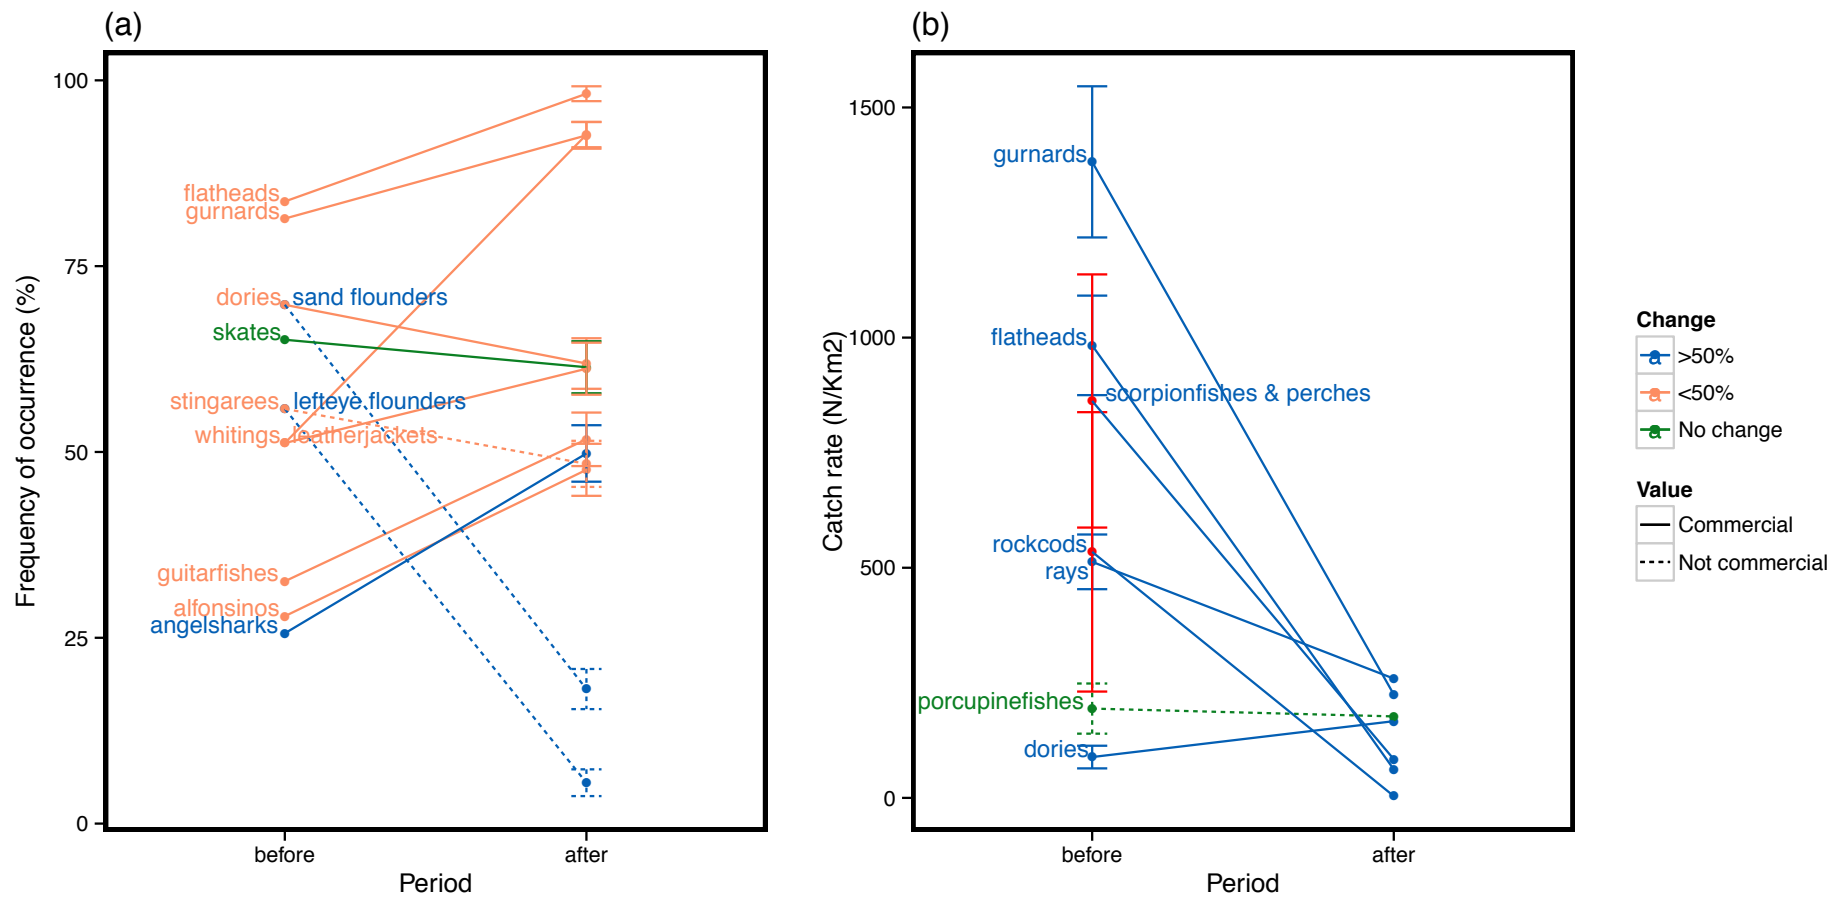 (a)
Frequency of occurrence (%)
100
75
50
25
0
flatheads
gurnards
dories
sand flounders
skates
stingarees
lefteye flounders
whitings
leatherjackets
guitarfishes
alfonsinos
angelsharks
before
after
Period
(b)
Catch rate (N/Km2)
1500
1000
500
0
gurnards
flatheads
scorpionfishes & perches
rockcods
rays
porcupinefishes
dories
before
after
Period
Change
a >50%
a <50%
a No change
Value
Commercial
Not commercial